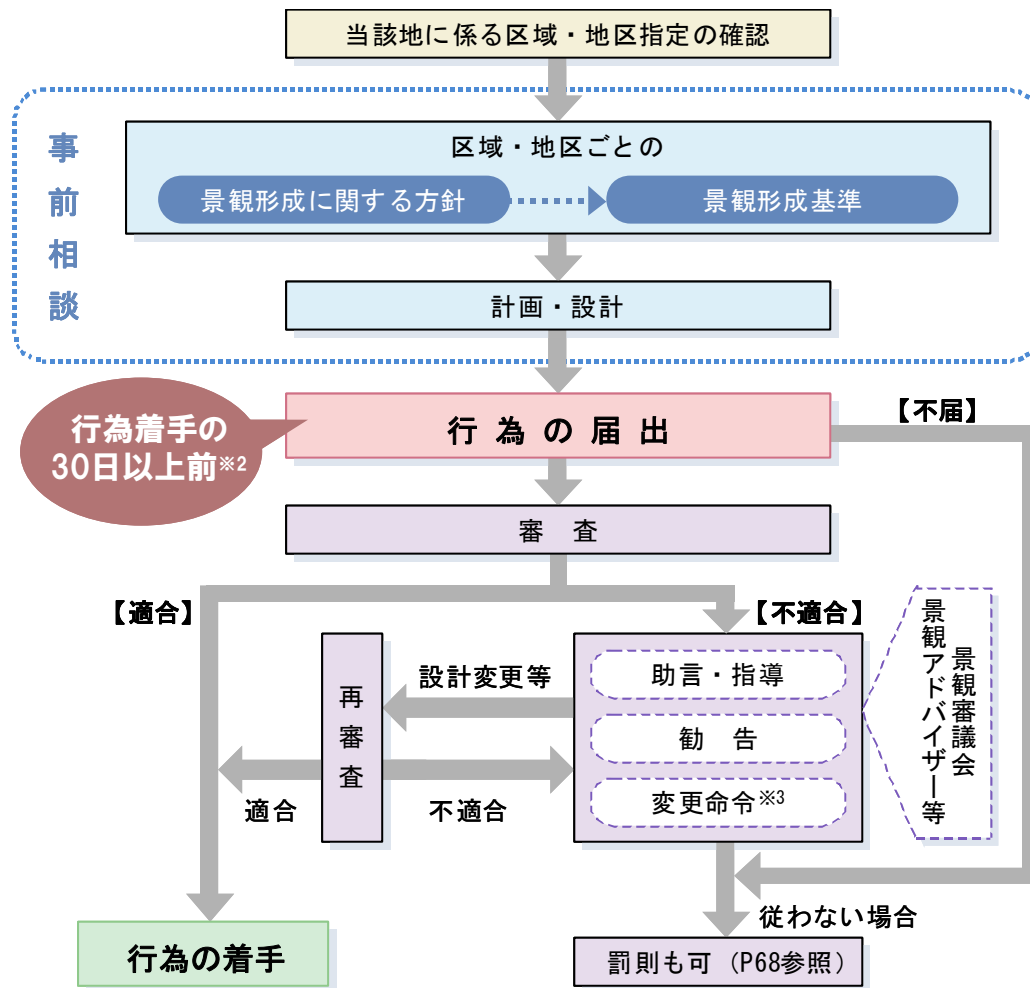 当該地に係る区域・地区指定の確認
事前相談
区域・地区ごとの
景観形成に関する方針
景観形成基準
計画・設計
行為着手の
30日以上前※2
行為の届出
【不届】
審　査
【適合】
【不適合】
再審査
設計変更等
適合
不適合
助言・指導
勧　告
変更命令※3
景観審議会
景観アドバイザー等
従わない場合
行為の着手
罰則も可（P68参照）